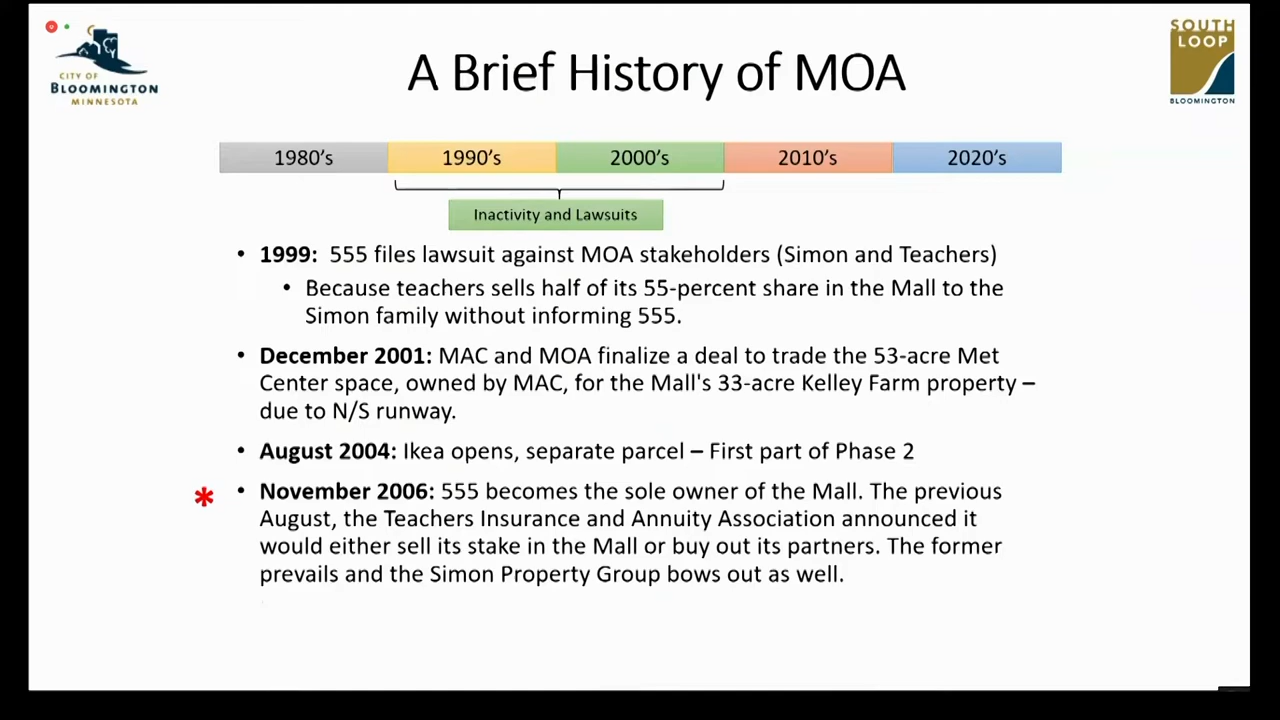 CITY OF
BLOOMINGTON
MINNESOTA
SOUTH
LOOP
BLOOMINGTON
A Brief History of MOA
1980's 1990's 2000's 2010's 2020's
Inactivity and Lawsuits
• 1999: 555 files lawsuit against MOA stakeholders (Simon and Teachers)
• Because teachers sells half of its 55-percent share in the Mall to the
Simon family without informing 555.
• December 2001: MAC and MOA finalize a deal to trade the 53-acre Met
Center space, owned by MAC, for the Mall's 33-acre Kelley Farm property –
due to N/S runway.
• August 2004: Ikea opens, separate parcel – First part of Phase 2
* • November 2006: 555 becomes the sole owner of the Mall. The previous
August, the Teachers Insurance and Annuity Association announced it
would either sell its stake in the Mall or buy out its partners. The former
prevails and the Simon Property Group bows out as well.